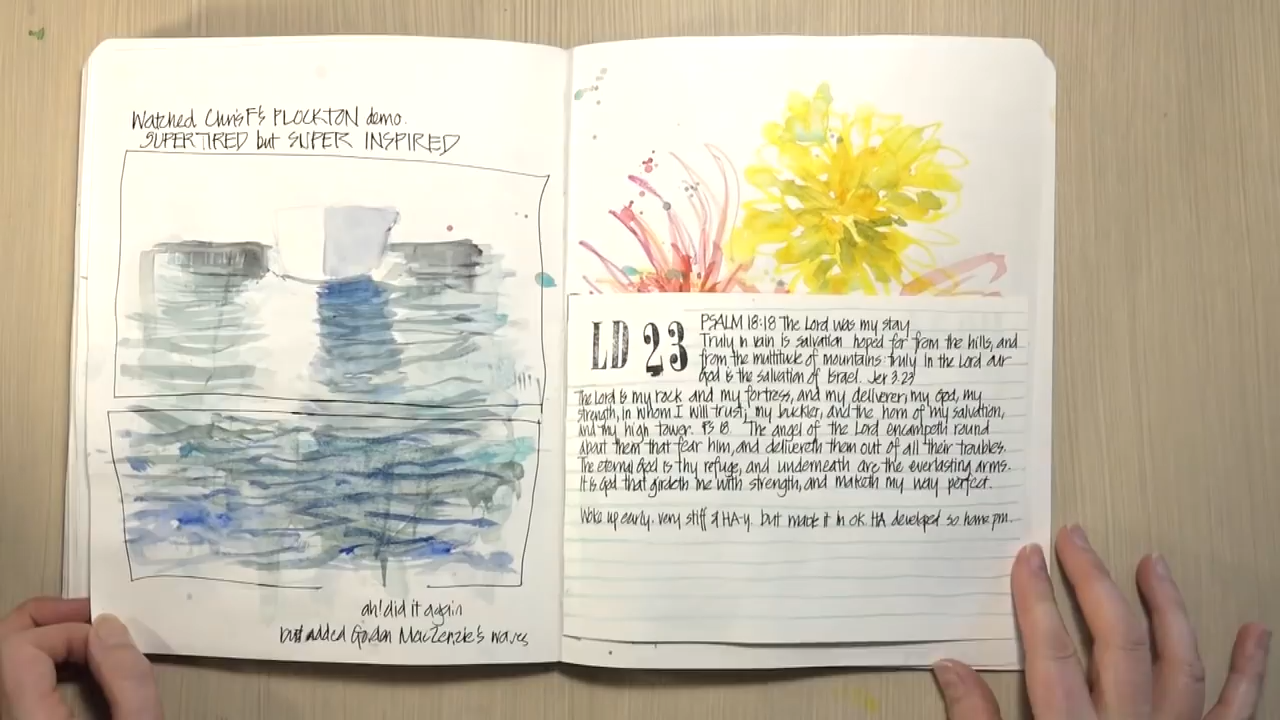 Watched Chris F's PLOCKTON demo.
SUPER TIRED but SUPER INSPIRED
ah! did it again
but added Gordon MacKenzie's waves
LD 23
PSALM 18:18 The Lord was my stay
Truly in vain is salvation hoped for from the hills, and
from the multitude of mountains: truly in the Lord our
God is the salvation of Israel. Jer 3.23
The Lord is my rock and my fortress, and my deliverer; my God, my
strength, in whom I will trust; my buckler, and the horn of my salvation,
and my high tower. PS 18. The angel of the Lord encampeth round
about them that fear him, and delivereth them out of all their troubles.
The eternal God is thy refuge, and underneath are the everlasting arms.
It is God that girdeth me with strength, and maketh my way perfect.
Woke up early. very stiff & HA-y. but made it in ok. HA developed so home pm.